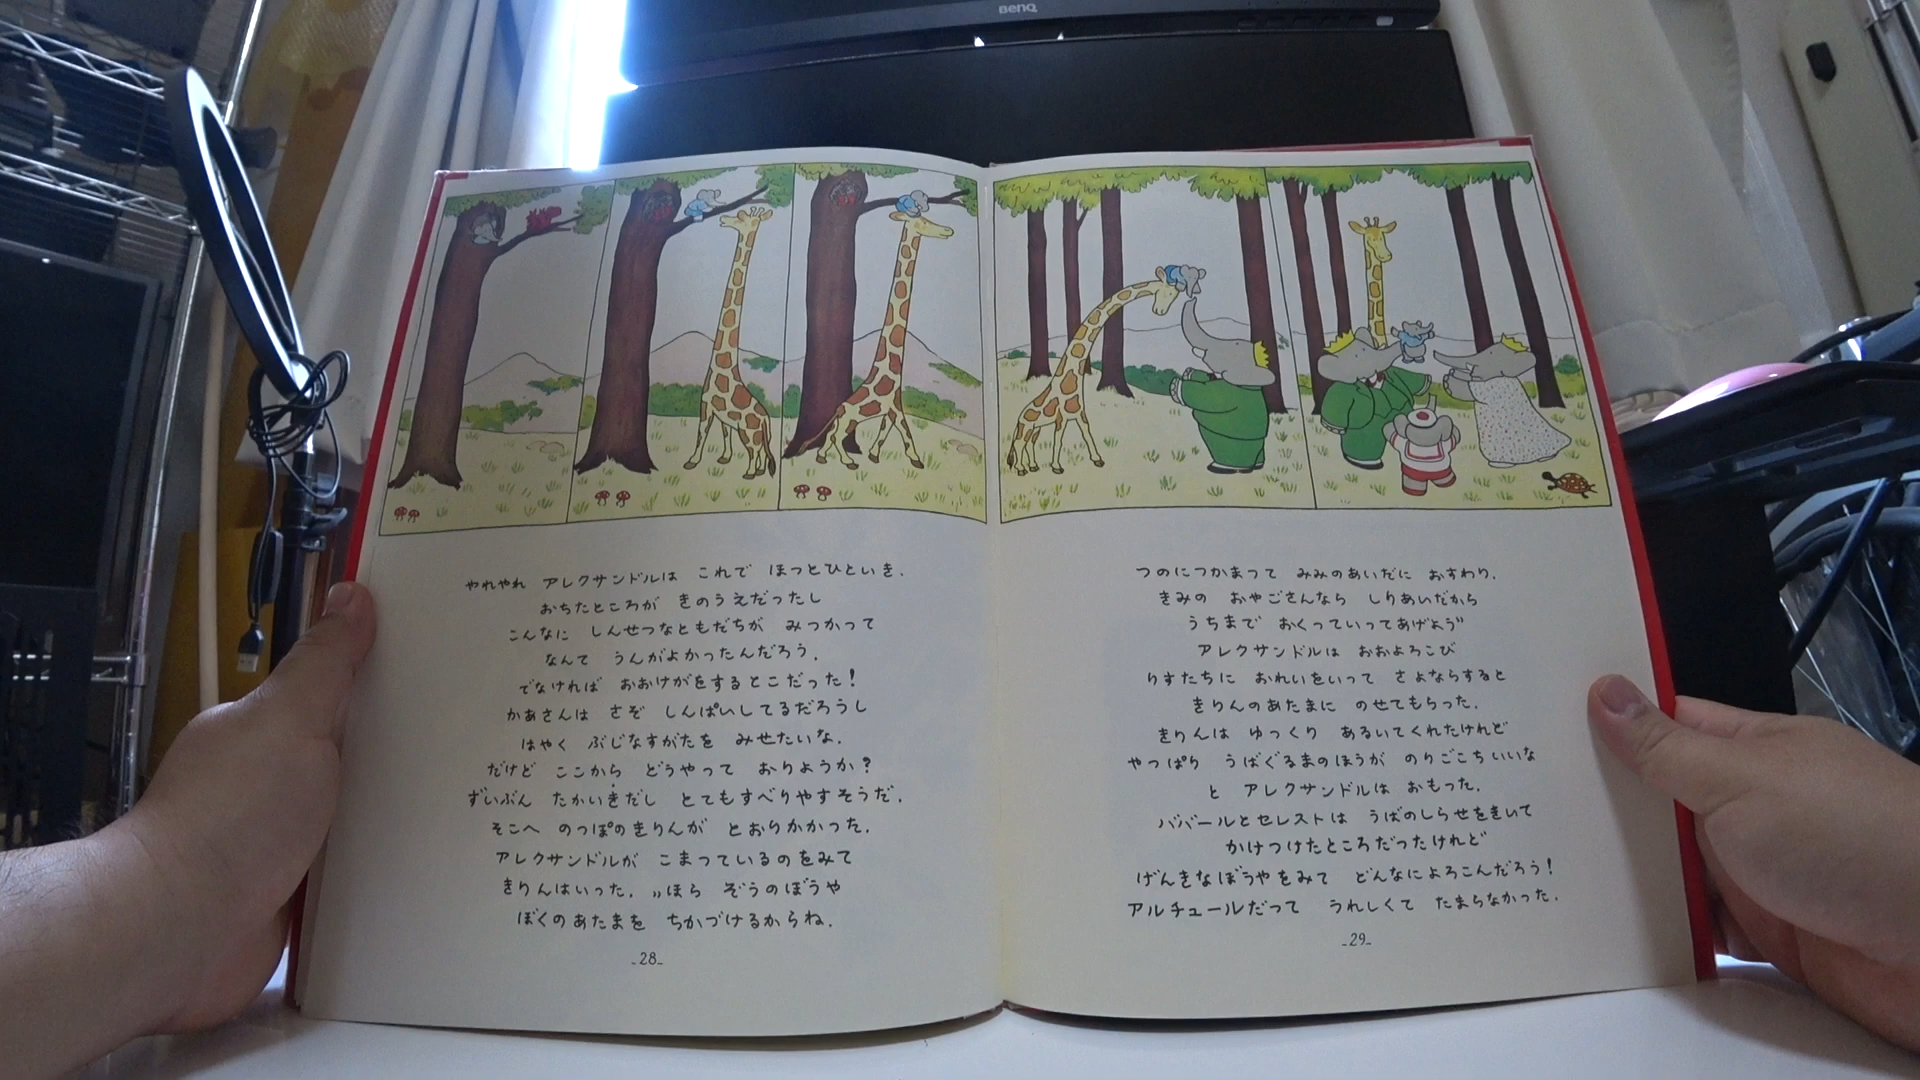 BenQ
やれやれ アレクサンドルは これで ほっとひといき.
おちたところが きのうえだったし
こんなに しんせつなともだちが みつかって
なんて うんがよかったんだろう.
でなければ おおけがをするとこだった!
かあさんは さぞ しんぱいしてるだろうし
はやく ぶじなすがたを みせたいな.
だけど ここから どうやって おりようか?
ずいぶん たかいきだし とてもすべりやすそうだ.
そこへ のっぽのきりんが とおりかかった.
アレクサンドルが こまっているのをみて
きりんはいった. „ほら ぞうのぼうや
ぼくのあたまを ちかづけるからね.
-28-
つのにつかまって みみのあいだに おすわり.
きみの おやごさんなら しりあいだから
うちまで おくっていってあげよう”
アレクサンドルは おおよろこび
りすたちに おれいをいって さよならすると
きりんのあたまに のせてもらった.
きりんは ゆっくり あるいてくれたけれど
やっぱり うばぐるまのほうが のりごこちいいな
と アレクサンドルは おもった.
ババールとセレストは うばのしらせをきいて
かけつけたところだったけれど
げんきなぼうやをみて どんなによろこんだろう!
アルチュールだって うれしくて たまらなかった.
-29-